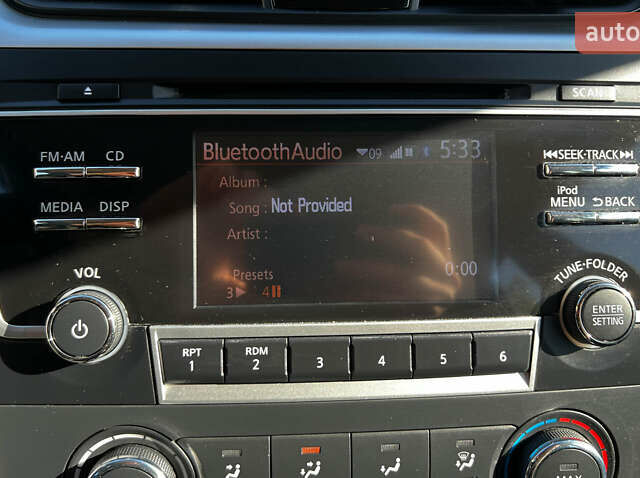 auto
SCAN
FM·AM CD
BluetoothAudio 09 5:33
SEEK·TRACK
Album :
iPod
MENU BACK
MEDIA DISP
Song : Not Provided
Artist :
VOL
TUNE·FOLDER
Presets 0:00
3 4
ENTER
SETTING
RPT
1
RDM
2
3 4 5 6
MAX